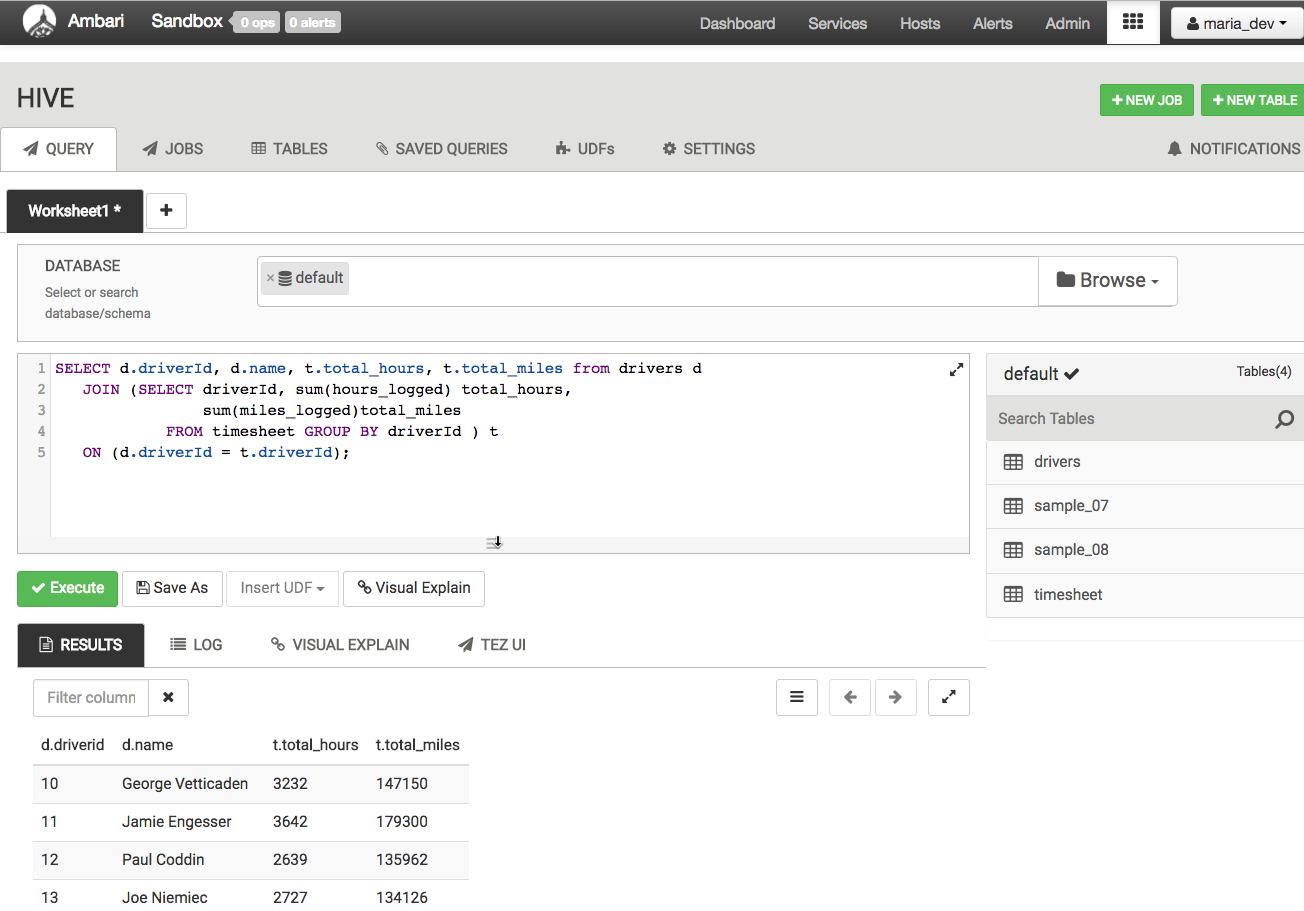 Ambari Sandbox 0 ops 0 alerts Dashboard Services Hosts Alerts Admin maria_dev
HIVE
NEW JOB NEW TABLE
QUERY JOBS TABLES SAVED QUERIES UDFs SETTINGS NOTIFICATIONS
Worksheet1 * +
DATABASE
Select or search
database/schema
× default
Browse
1 SELECT d.driverId, d.name, t.total_hours, t.total_miles from drivers d
2 JOIN (SELECT driverId, sum(hours_logged) total_hours,
3 sum(miles_logged)total_miles
4 FROM timesheet GROUP BY driverId ) t
5 ON (d.driverId = t.driverId);
default Tables(4)
Search Tables
drivers
sample_07
sample_08
timesheet
Execute Save As Insert UDF Visual Explain
RESULTS LOG VISUAL EXPLAIN TEZ UI
Filter column
d.driverid d.name t.total_hours t.total_miles
10 George Vetticaden 3232 147150
11 Jamie Engesser 3642 179300
12 Paul Coddin 2639 135962
13 Joe Niemiec 2727 134126